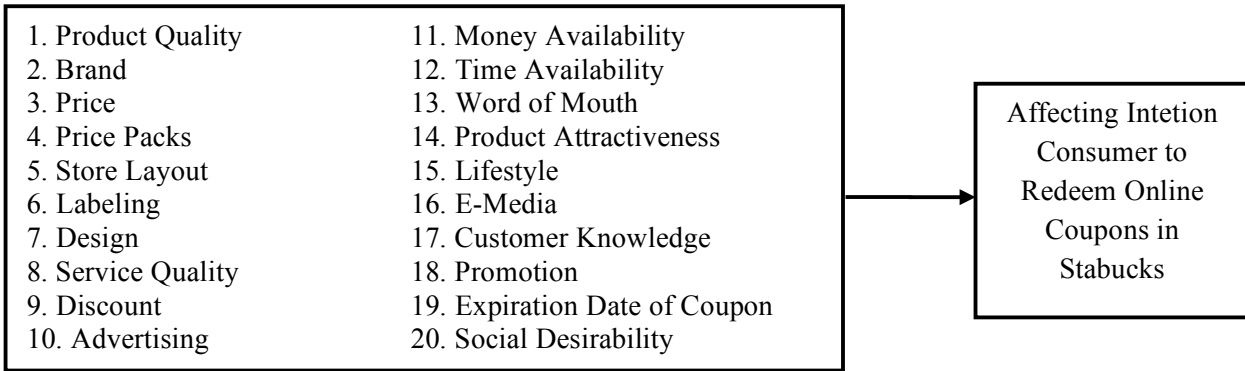 1. Product Quality
2. Brand
3. Price
4. Price Packs
5. Store Layout
6. Labeling
7. Design
8. Service Quality
9. Discount
10. Advertising
11. Money Availability
12. Time Availability
13. Word of Mouth
14. Product Attractiveness
15. Lifestyle
16. E-Media
17. Customer Knowledge
18. Promotion
19. Expiration Date of Coupon
20. Social Desirability
Affecting Intetion
Consumer to
Redeem Online
Coupons in
Stabucks